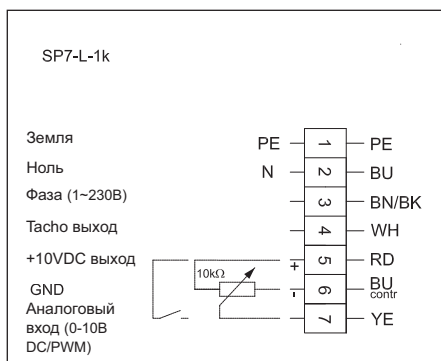 SP7-L-1k
Земля PE 1 PE
Ноль N 2 BU
Фаза (1~230В) 3 BN/BK
Tacho выход 4 WH
+10VDC выход + 5 RD
10kΩ
GND - 6 BU
contr
Аналоговый
вход (0-10В 7 YE
DC/PWM)